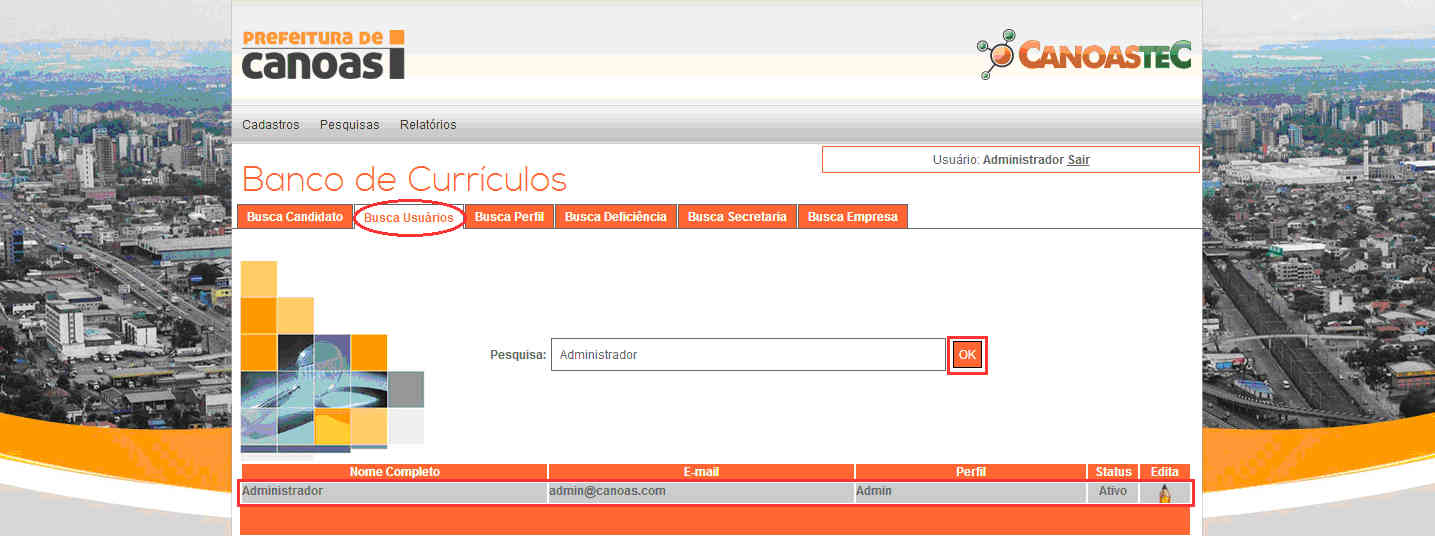 PREFEITURA DE
canoas
CANOASTEC
Cadastros Pesquisas Relatórios
Usuário: Administrador Sair
Banco de Currículos
Busca Candidato Busca Usuários Busca Perfil Busca Deficiência Busca Secretaria Busca Empresa
Pesquisa: Administrador OK
Nome Completo E-mail Perfil Status Edita
Administrador admin@canoas.com Admin Ativo